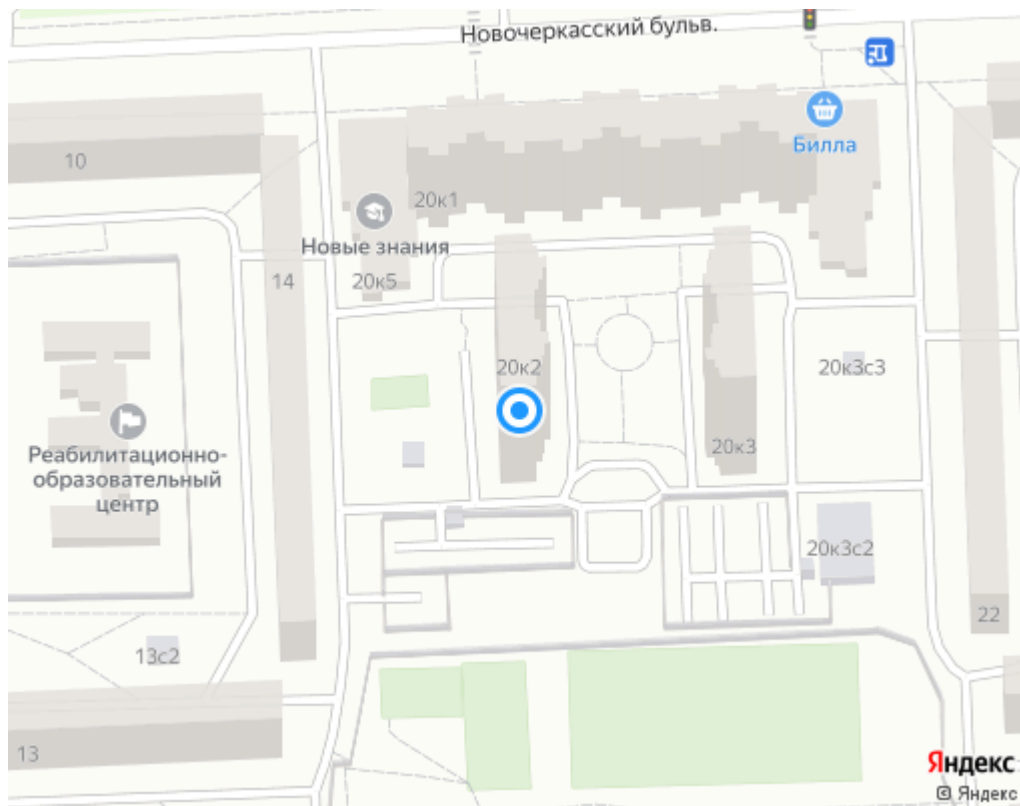 Новочеркасский бульв.
Билла
10
20к1
Новые знания
14
20к5
20к2
20к3с3
Реабилитационно-
образовательный
центр
20к3
20к3с2
22
13с2
13
Яндекс
Яндекс